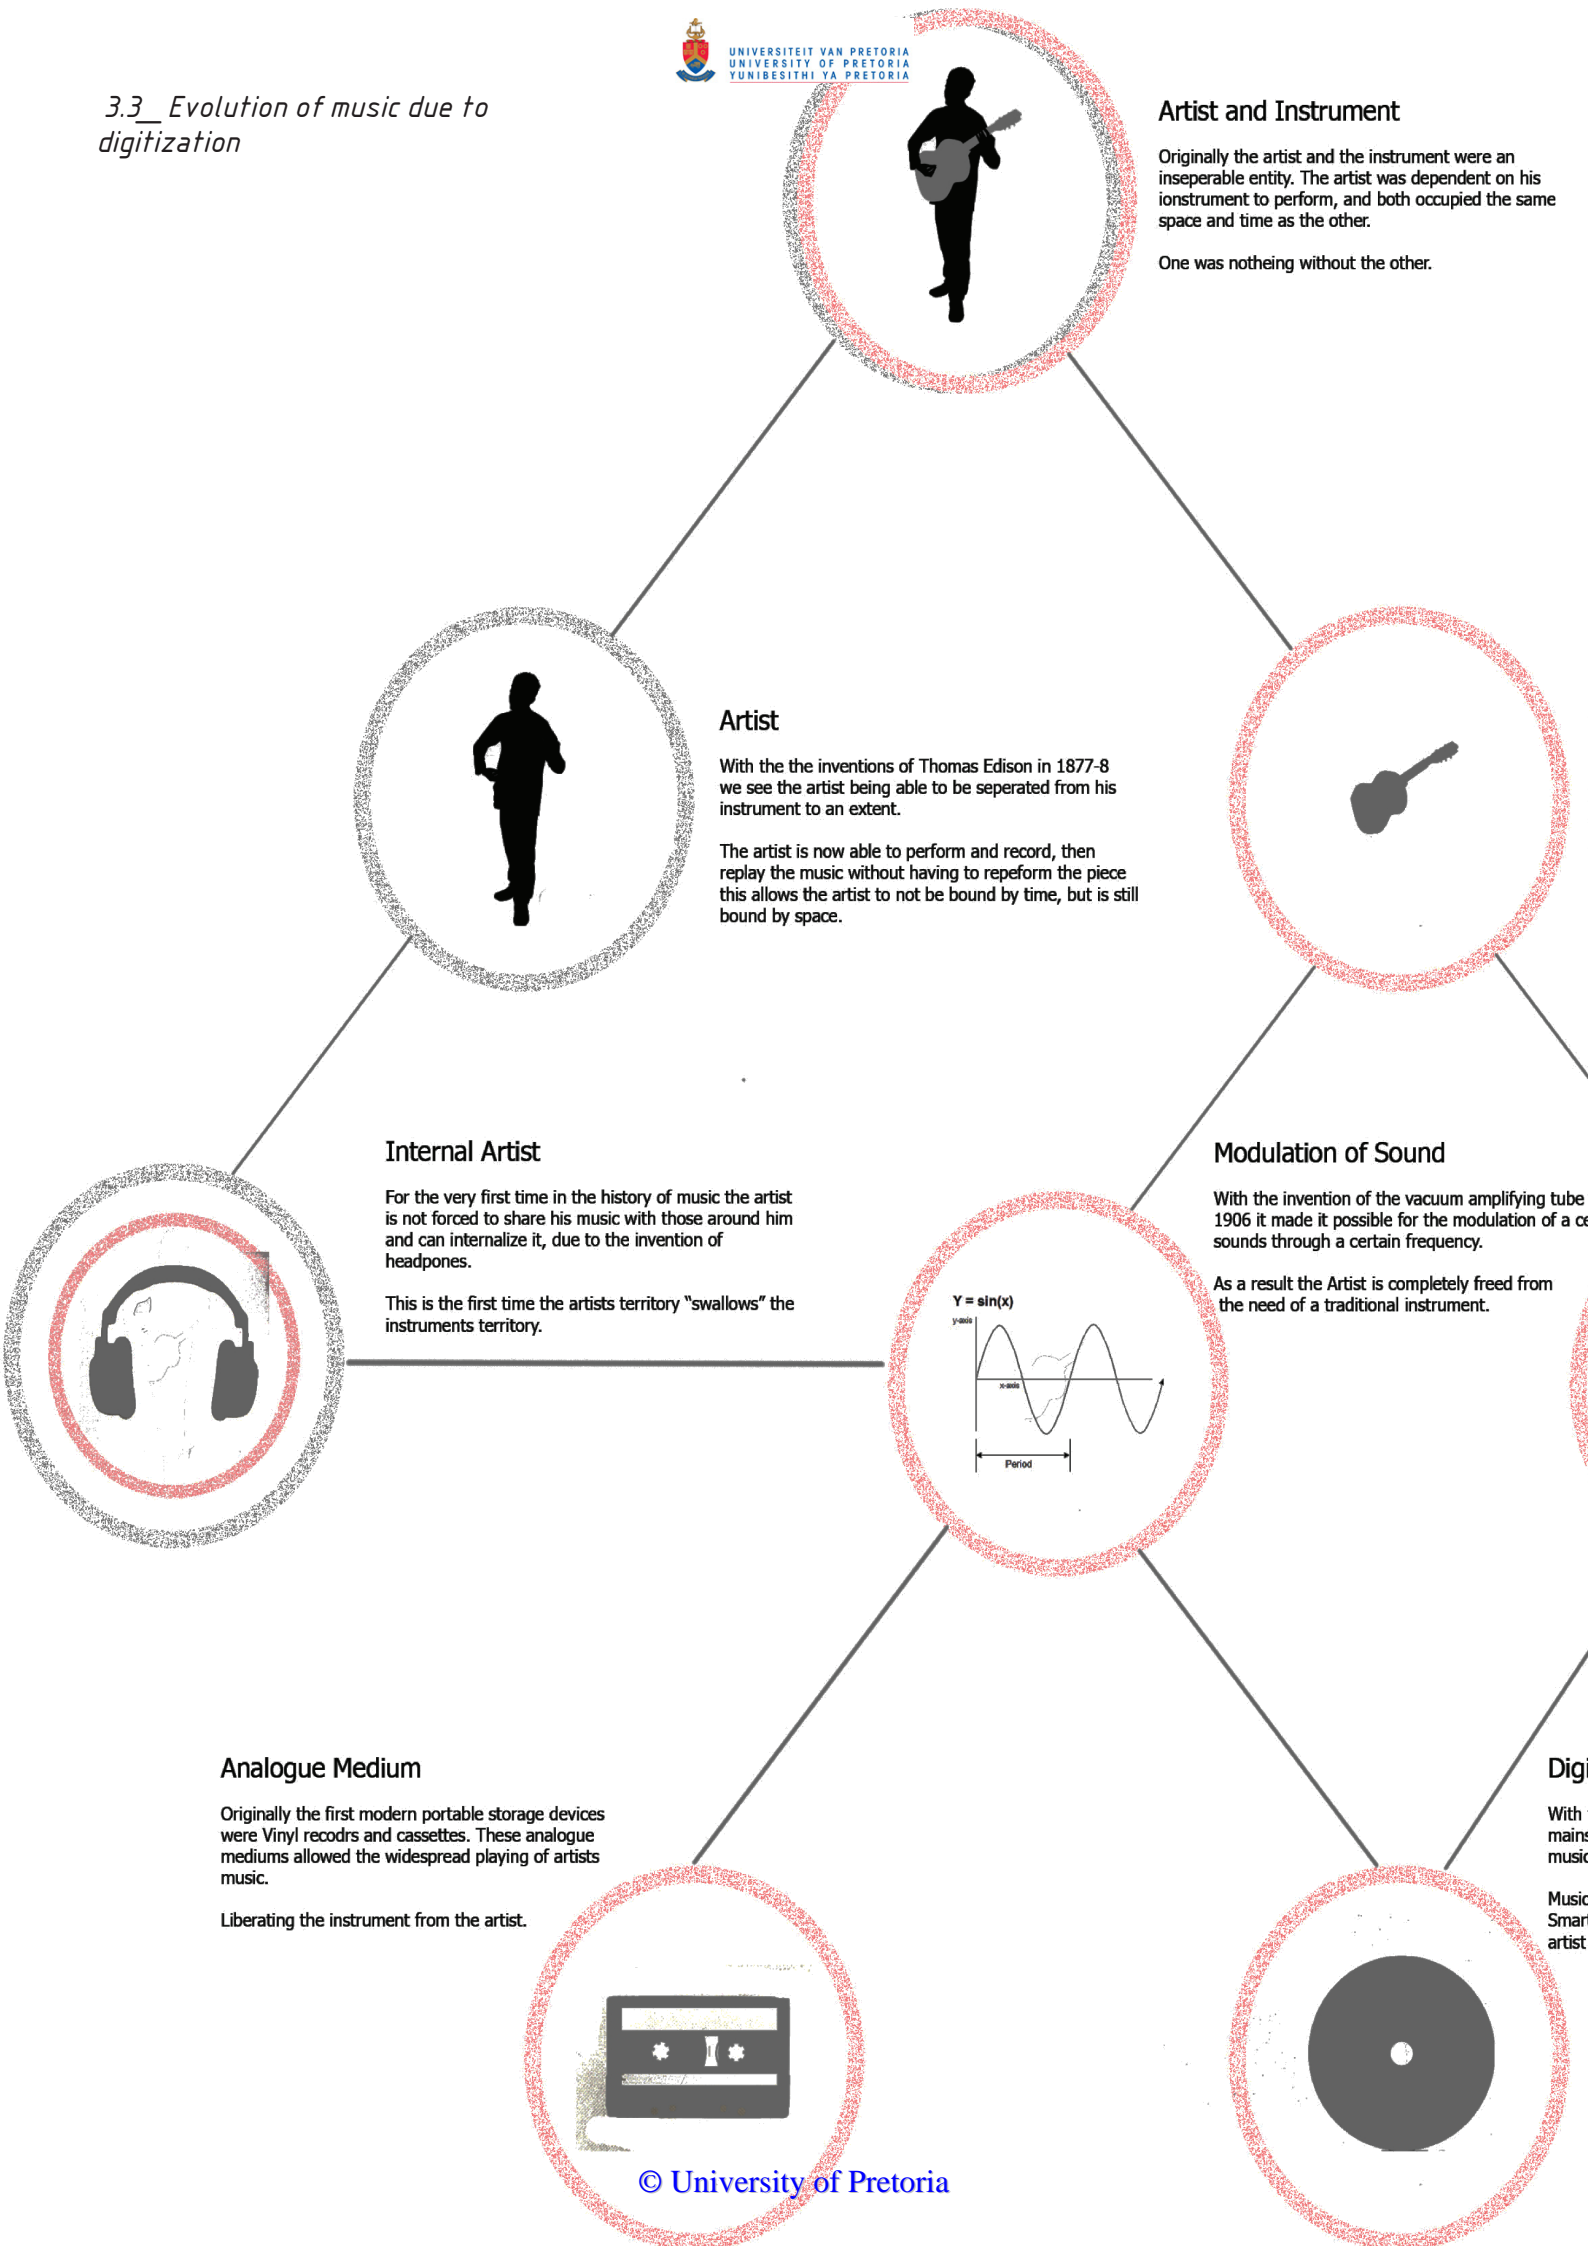 UNIVERSITEIT VAN PRETORIA
UNIVERSITY OF PRETORIA
YUNIBESITHI YA PRETORIA
3.3_ Evolution of music due to
digitization
Artist and Instrument
Originally the artist and the instrument were an
inseperable entity. The artist was dependent on his
ionstrument to perform, and both occupied the same
space and time as the other.
One was notheing without the other.
Artist
With the the inventions of Thomas Edison in 1877-8
we see the artist being able to be seperated from his
instrument to an extent.
The artist is now able to perform and record, then
replay the music without having to repeform the piece
this allows the artist to not be bound by time, but is still
bound by space.
Internal Artist
For the very first time in the history of music the artist
is not forced to share his music with those around him
and can internalize it, due to the invention of
headpones.
This is the first time the artists territory “swallows” the
instruments territory.
Modulation of Sound
With the invention of the vacuum amplifying tube
1906 it made it possible for the modulation of a ce
sounds through a certain frequency.
As a result the Artist is completely freed from
the need of a traditional instrument.
Y = sin(x)
y-axis
x-axis
Period
Analogue Medium
Originally the first modern portable storage devices
were Vinyl recodrs and cassettes. These analogue
mediums allowed the widespread playing of artists
music.
Liberating the instrument from the artist.
Digi
With
mains
music
Music
Smart
artist
© University of Pretoria